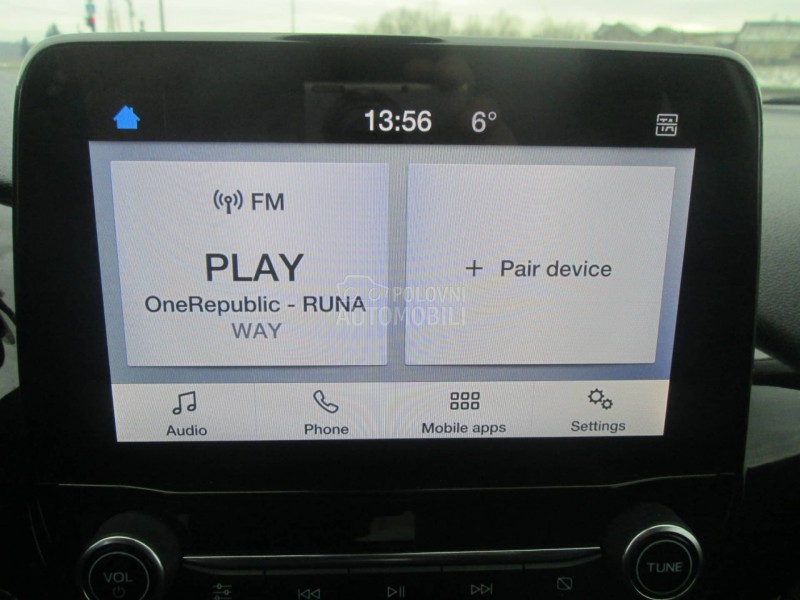 13:56 6°
FM
PLAY
OneRepublic - RUNA
WAY
+ Pair device
POLOVNI
AUTOMOBILI
Audio Phone Mobile apps Settings
VOL
TUNE